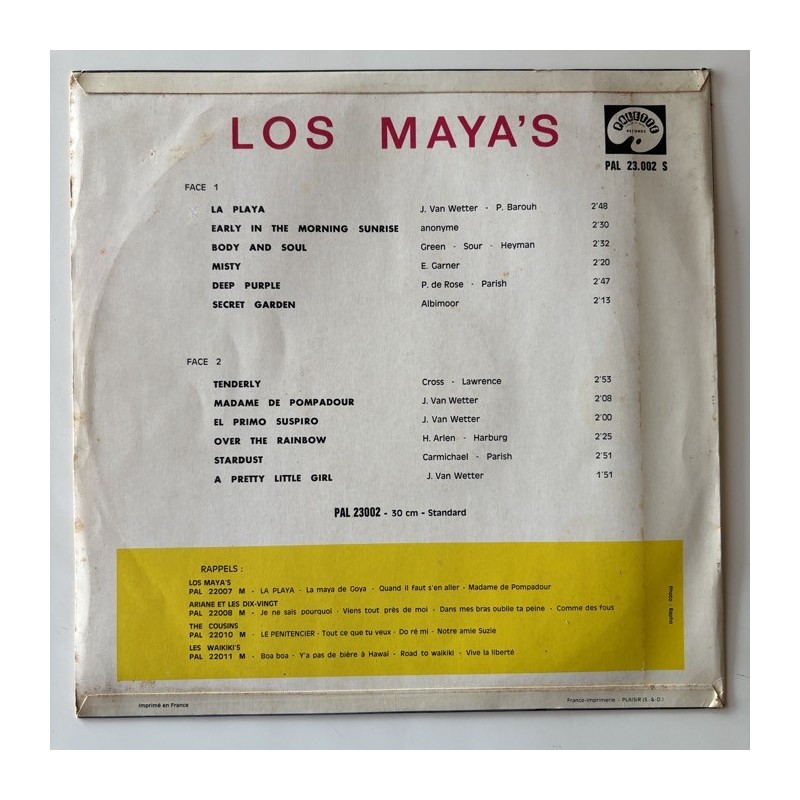 LOS MAYA'S
PALETTE
RECORDS
PAL 23.002 S
FACE 1
LA PLAYA J. Van Wetter - P. Barouh 2'48
EARLY IN THE MORNING SUNRISE anonyme 2'30
BODY AND SOUL Green - Sour - Heyman 2'32
MISTY E. Garner 2'20
DEEP PURPLE P. de Rose - Parish 2'47
SECRET GARDEN Albimoor 2'13
FACE 2
TENDERLY Cross - Lawrence 2'53
MADAME DE POMPADOUR J. Van Wetter 2'08
EL PRIMO SUSPIRO J. Van Wetter 2'00
OVER THE RAINBOW H. Arlen - Harburg 2'25
STARDUST Carmichael - Parish 2'51
A PRETTY LITTLE GIRL J. Van Wetter 1'51
PAL 23002 - 30 cm - Standard
RAPPELS :
LOS MAYA'S
PAL 22007 M - LA PLAYA - La maya de Goya - Quand il faut s'en aller - Madame de Pompadour
ARIANE ET LES DIX-VINGT
PAL 22008 M - Je ne sais pourquoi - Viens tout près de moi - Dans mes bras oublie ta peine - Comme des fous
THE COUSINS
PAL 22010 M - LE PENITENCIER - Tout ce que tu veux - Do ré mi - Notre amie Suzie
LES WAIKIKI'S
PAL 22011 M - Boa boa - Y'a pas de bière à Hawaï - Road to waikiki - Vive la liberté
Photo Rapho
Imprimé en France
France-Imprimerie - PLAISIR (S.-&-O.)